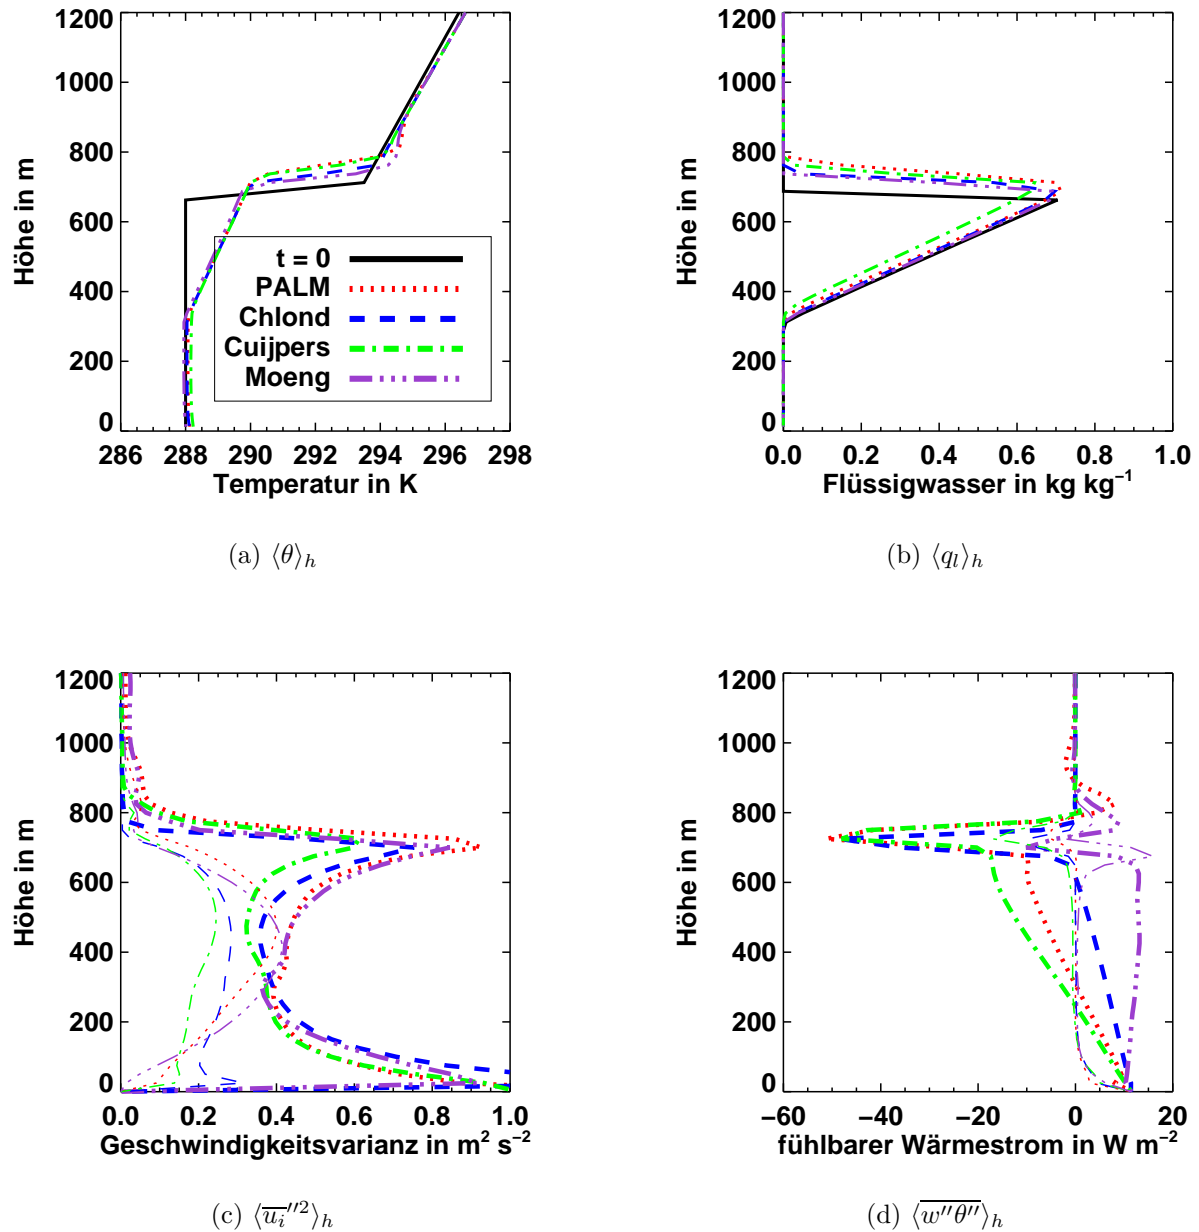 1200
1000
800
600
400
200
0
Höhe in m
t = 0
PALM
Chlond
Cuijpers
Moeng
286 288 290 292 294 296 298
Temperatur in K
(a) ⟨θ⟩h
1200
1000
800
600
400
200
0
Höhe in m
0.0 0.2 0.4 0.6 0.8 1.0
Flüssigwasser in kg kg⁻¹
(b) ⟨ql⟩h
1200
1000
800
600
400
200
0
Höhe in m
0.0 0.2 0.4 0.6 0.8 1.0
Geschwindigkeitsvarianz in m² s⁻²
(c) ⟨u̅ᵢ″²⟩h
1200
1000
800
600
400
200
0
Höhe in m
−60 −40 −20 0 20
fühlbarer Wärmestrom in W m⁻²
(d) ⟨w″θ″⟩h